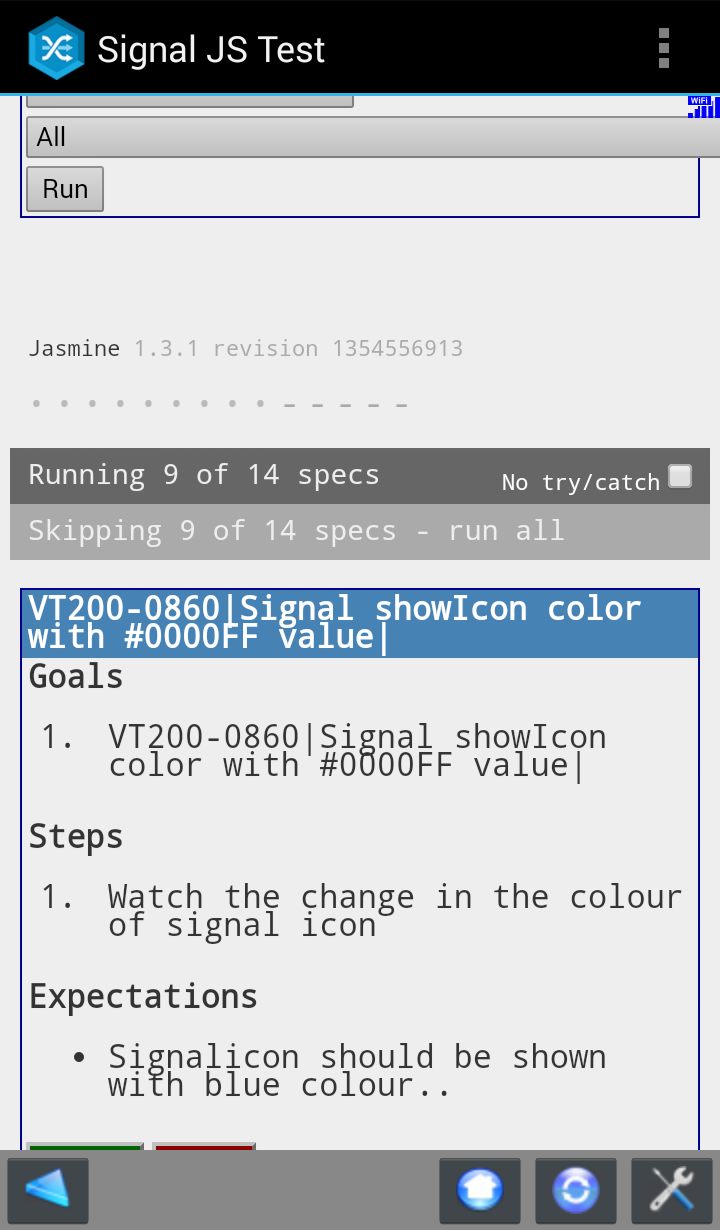 Signal JS Test
WiFi
All
Run
Jasmine 1.3.1 revision 1354556913
Running 9 of 14 specs
No try/catch
Skipping 9 of 14 specs - run all
VT200-0860|Signal showIcon color
with #0000FF value|
Goals
1. VT200-0860|Signal showIcon
color with #0000FF value|
Steps
1. Watch the change in the colour
of signal icon
Expectations
• Signalicon should be shown
with blue colour..